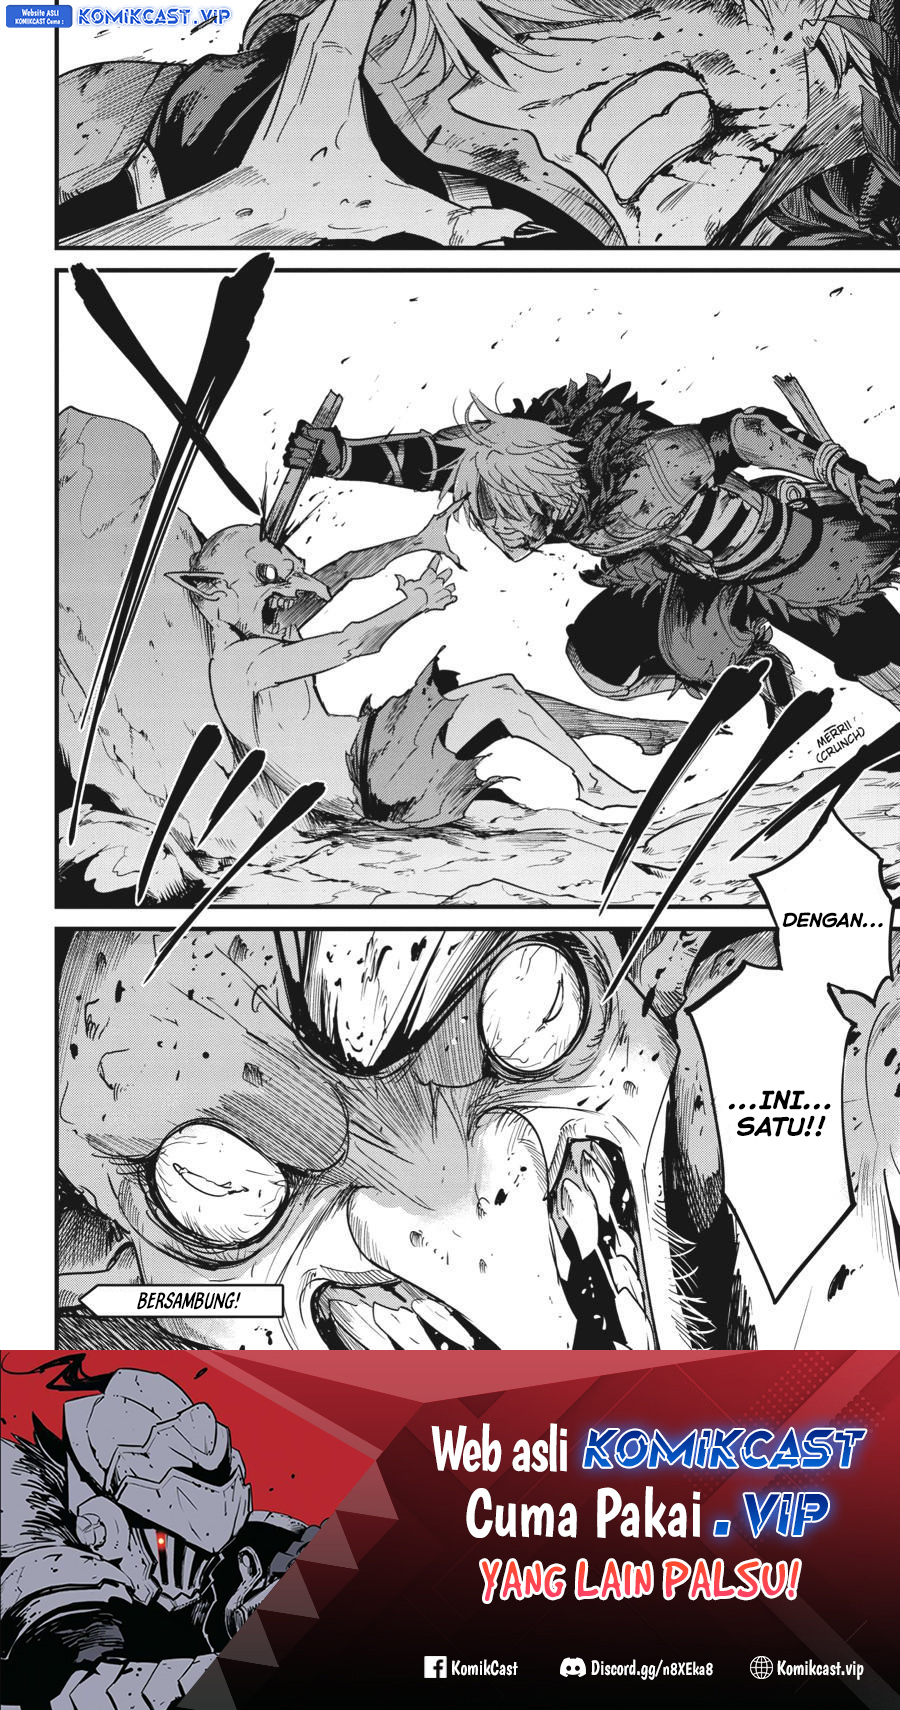 Website ASLI
KOMIKCAST Cuma :
KOMIKCAST.VIP
MERRII
(CRUNCH)
DENGAN...
...INI...
SATU!!
BERSAMBUNG!
Web asli KOMIKCAST
Cuma Pakai .VIP
YANG LAIN PALSU!
KomikCast
Discord.gg/n8XEka8
Komikcast.vip